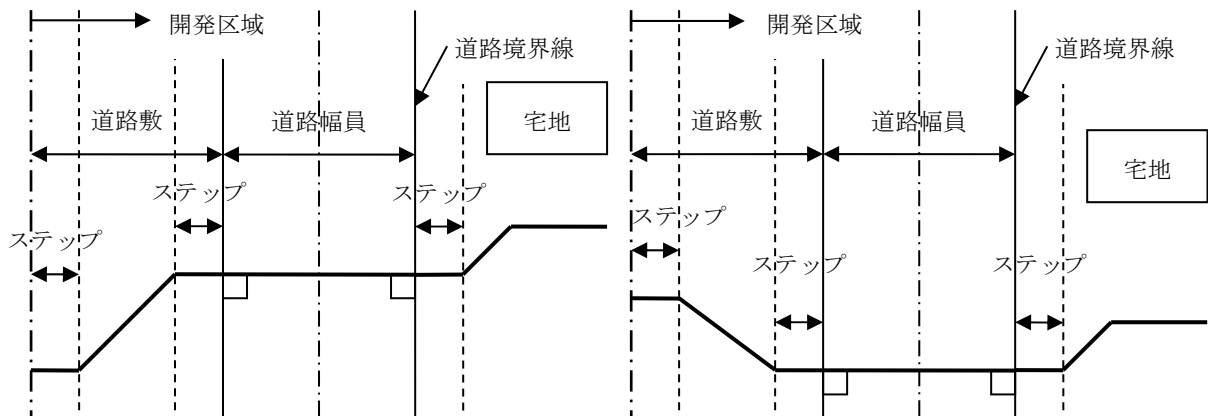 開発区域
道路境界線
道路敷
道路幅員
宅地
ステップ
ステップ
ステップ
開発区域
道路境界線
道路敷
道路幅員
宅地
ステップ
ステップ
ステップ